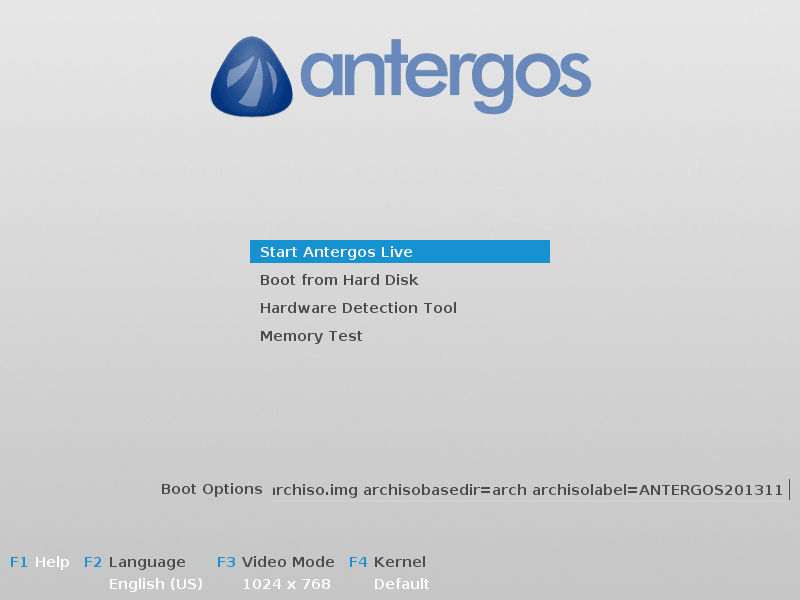 antergos
Start Antergos Live
Boot from Hard Disk
Hardware Detection Tool
Memory Test
Boot Options rchiso.img archisobasedir=arch archisolabel=ANTERGOS201311
F1 Help F2 Language F3 Video Mode F4 Kernel
English (US) 1024 x 768 Default